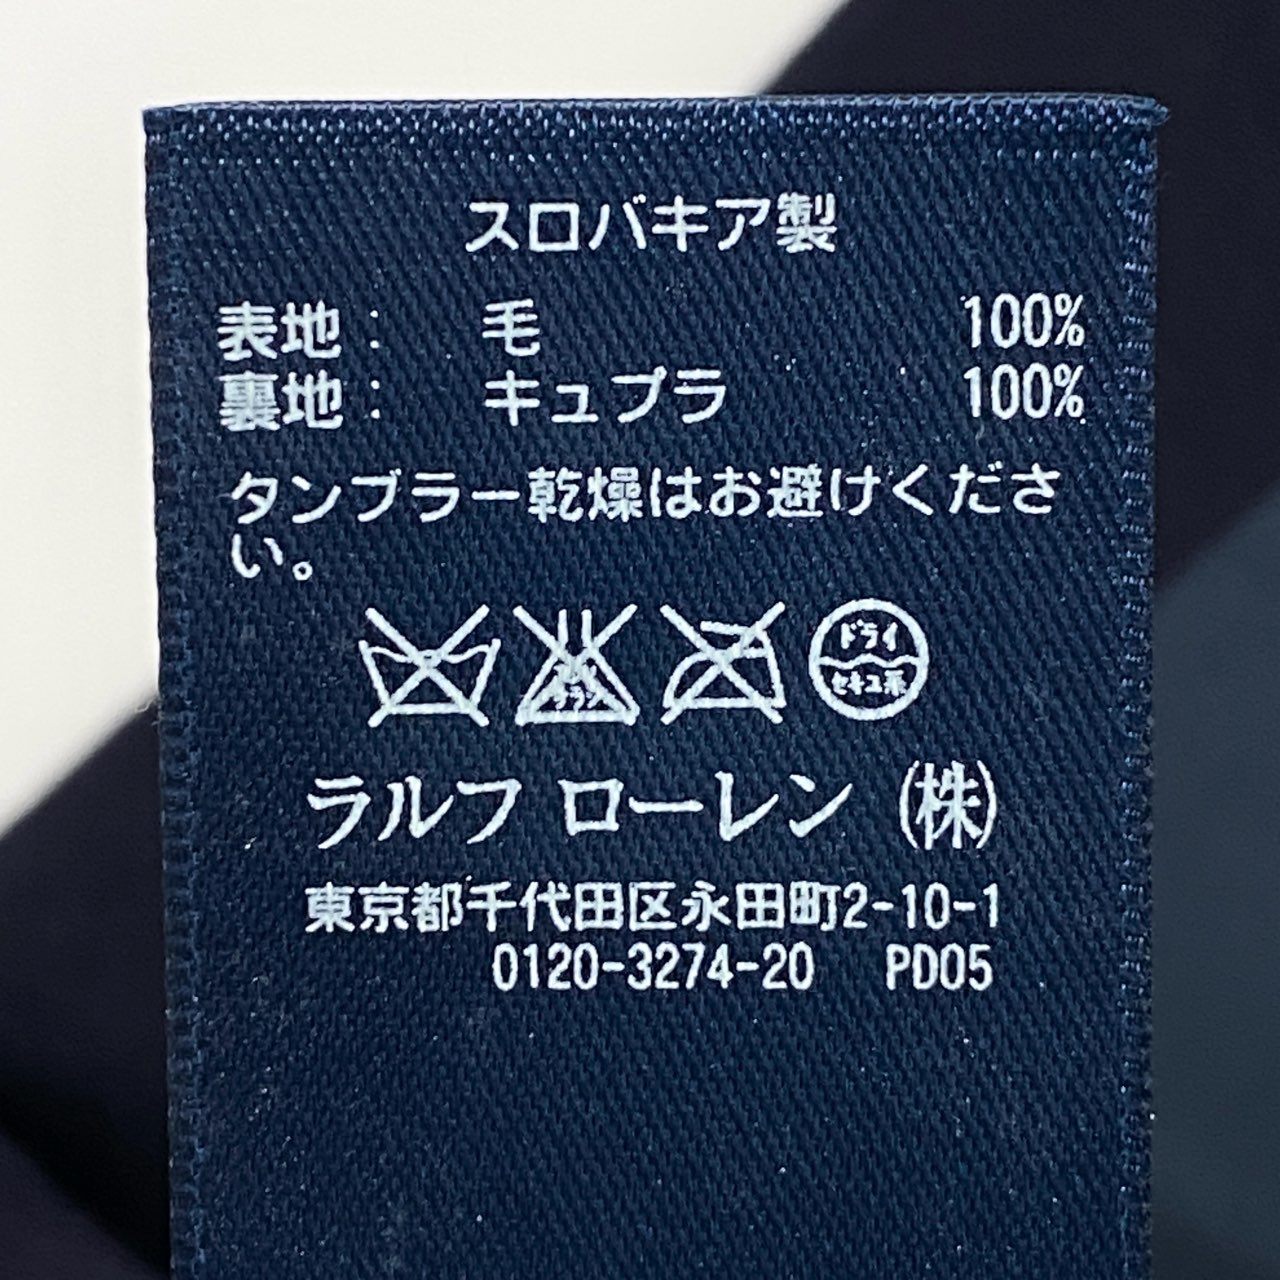 スロバキア製
表地： 毛 100%
裏地： キュプラ 100%
タンブラー乾燥はお避けくださ
い。
ドライ
セキユ系
ラルフ ローレン (株)
東京都千代田区永田町2-10-1
0120-3274-20 PD05